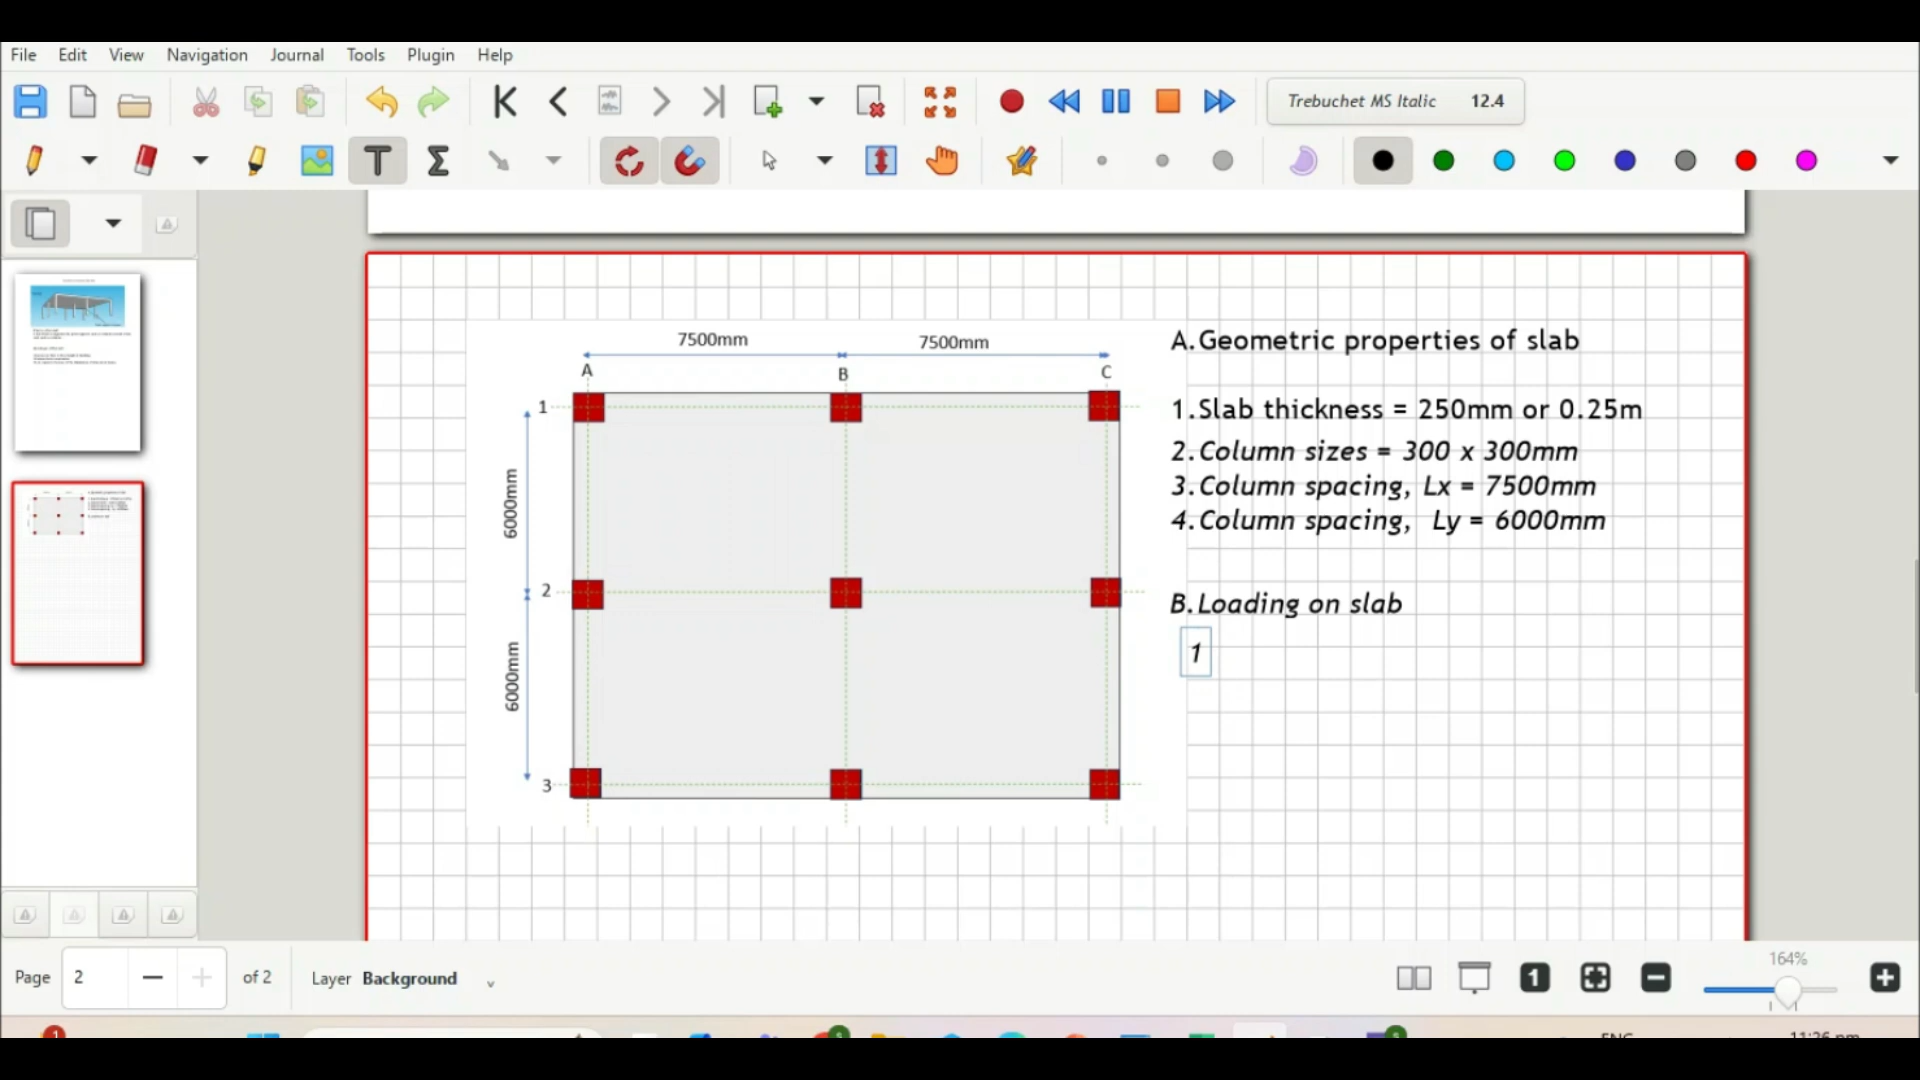 File Edit View Navigation Journal Tools Plugin Help
Trebuchet MS Italic 12.4
7500mm 7500mm
A B C
1
2
3
6000mm
6000mm
A.Geometric properties of slab
1.Slab thickness = 250mm or 0.25m
2.Column sizes = 300 x 300mm
3.Column spacing, Lx = 7500mm
4.Column spacing, Ly = 6000mm
B.Loading on slab
1
Page 2 of 2 Layer Background
164%